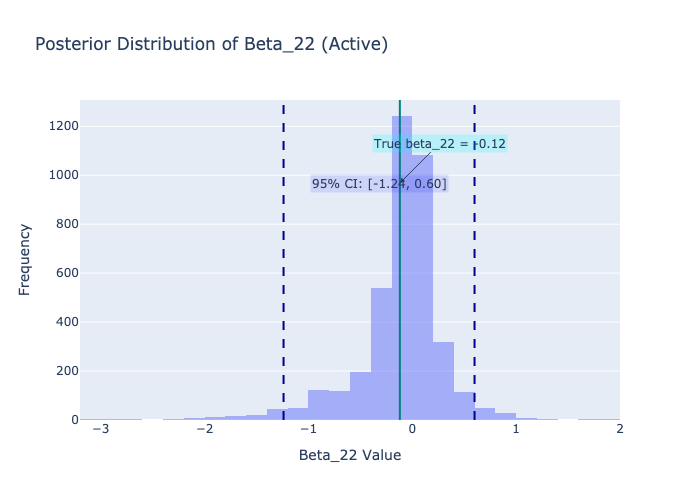 Posterior Distribution of Beta_22 (Active)
1200
1000
800
600
400
200
0
Frequency
True beta_22 = -0.12
95% CI: [-1.24, 0.60]
−3
−2
−1
0
1
2
Beta_22 Value